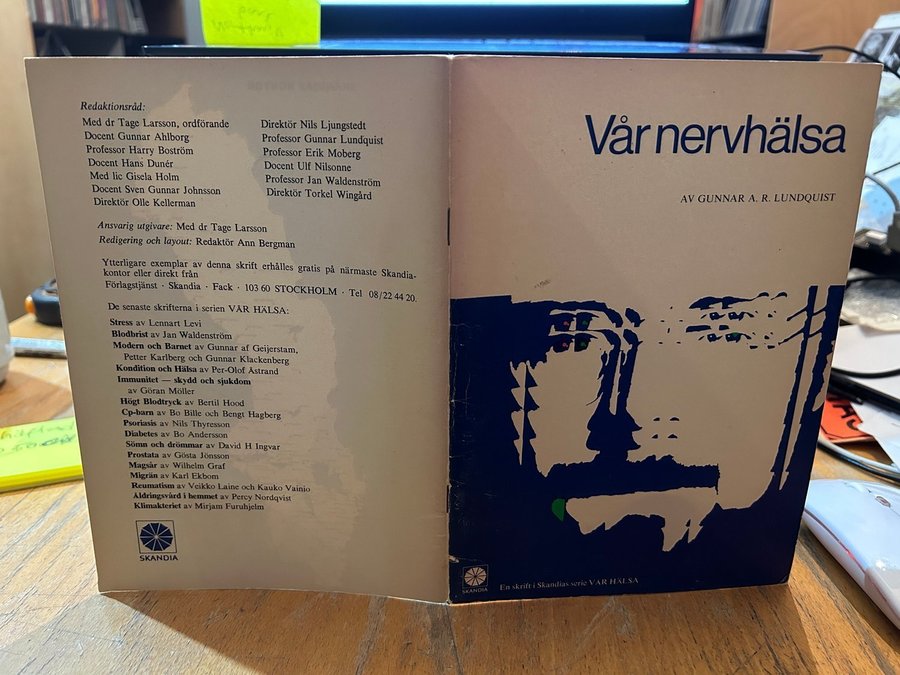 Redaktionsråd:
Med dr Tage Larsson, ordförande
Docent Gunnar Ahlborg
Professor Harry Boström
Docent Hans Dunér
Med lic Gisela Holm
Docent Sven Gunnar Johnsson
Direktör Olle Kellerman
Direktör Nils Ljungstedt
Professor Gunnar Lundquist
Professor Erik Moberg
Docent Ulf Nilsonne
Professor Jan Waldenström
Direktör Torkel Wingård
Ansvarig utgivare: Med dr Tage Larsson
Redigering och layout: Redaktör Ann Bergman
Ytterligare exemplar av denna skrift erhålles gratis på närmaste Skandia-
kontor eller direkt från
Förlagstjänst · Skandia · Fack · 103 60 STOCKHOLM · Tel 08/22 44 20.
De senaste skrifterna i serien VÅR HÄLSA:
Stress av Lennart Levi
Blodbrist av Jan Waldenström
Modern och Barnet av Gunnar af Geijerstam,
Petter Karlberg och Gunnar Klackenberg
Kondition och Hälsa av Per-Olof Åstrand
Immunitet — skydd och sjukdom
av Göran Möller
Högt Blodtryck av Bertil Hood
Cp-barn av Bo Bille och Bengt Hagberg
Psoriasis av Nils Thyresson
Diabetes av Bo Andersson
Sömn och drömmar av David H Ingvar
Prostata av Gösta Jönsson
Magsår av Wilhelm Graf
Migrän av Karl Ekbom
Reumatism av Veikko Laine och Kauko Vainio
Åldringsvård i hemmet av Percy Nordqvist
Klimakteriet av Mirjam Furuhjelm
SKANDIA
Vår nervhälsa
AV GUNNAR A. R. LUNDQUIST
SKANDIA
En skrift i Skandias serie VÅR HÄLSA